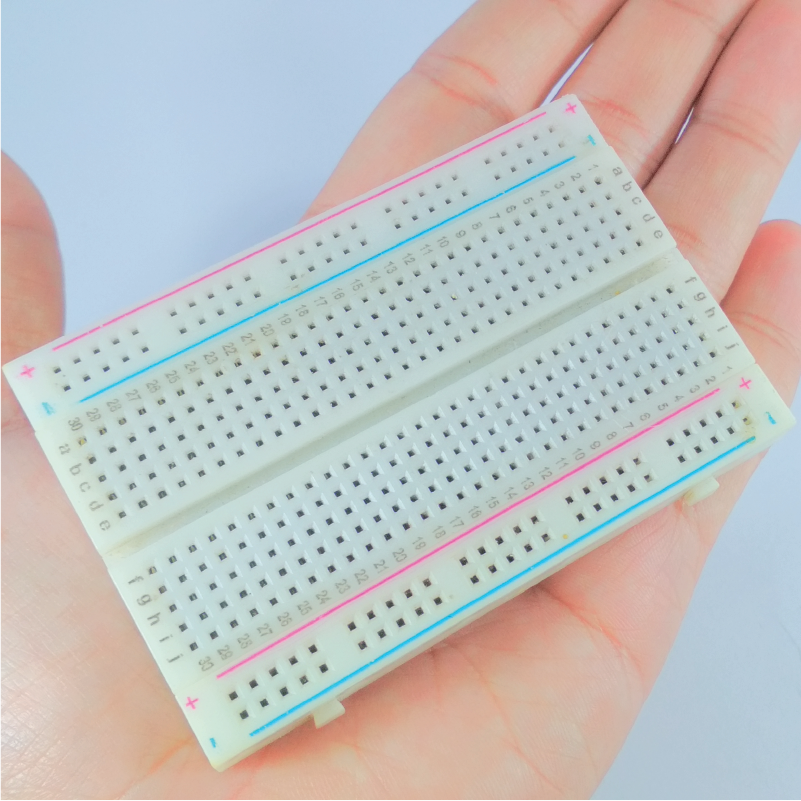 + +
- -
30 29 28 27 26 25 24 23 22 21 20 19 18 17 16 15 14 13 12 11 10 9 8 7 6 5 4 3 2 1
a a
b b
c c
d d
e e
f f
g g
h h
i i
j j
30 29 28 27 26 25 24 23 22 21 20 19 18 17 16 15 14 13 12 11 10 9 8 7 6 5 4 3 2 1
+ +
- -